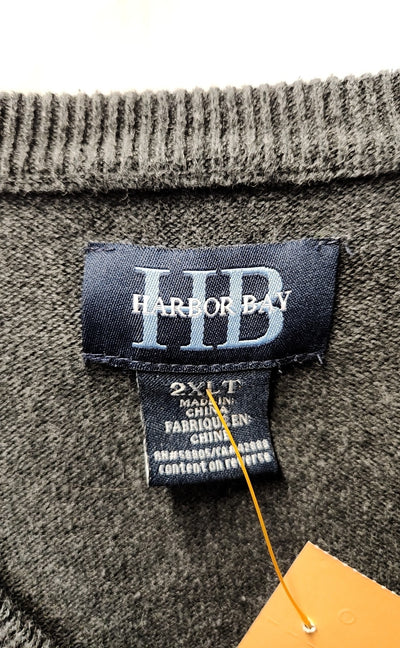 HB
HARBOR BAY
2XLT
MADE IN
CHINA
FABRIQUE EN:
CHINE
content on reverse